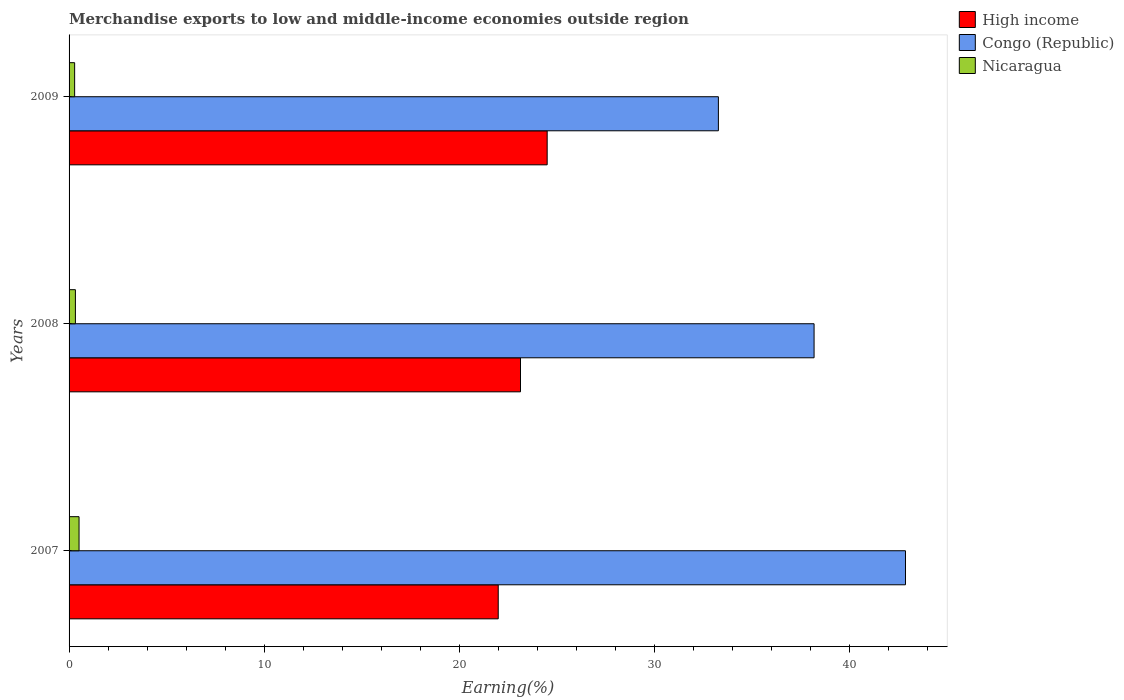 Merchandise exports to low and middle-income economies outside region
High income
Congo (Republic)
Nicaragua
2009
2008
2007
Years
0
10
20
30
40
Earning(%)